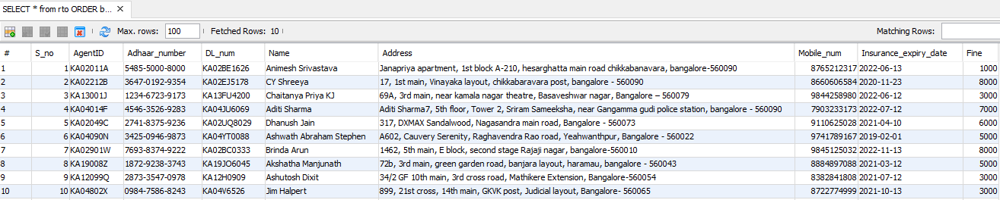 SELECT * from rto ORDER b... ×
Max. rows: 100 Fetched Rows: 10 Matching Rows:
# S_no AgentID Adhaar_number DL_num Name Address Mobile_num Insurance_expiry_date Fine
1 1 KA02011A 5485-5000-8000 KA02BE1626 Animesh Srivastava Janapriya apartment, 1st block A-210, hesarghatta main road chikkabanavara, bangalore-560090 8765212317 2022-06-13 1000
2 2 KA02212B 3647-0192-9354 KA02EJ5178 CY Shreeya 17, 1st main, Vinayaka layout, chikkabaravara post, bangalore - 560090 8660606584 2020-11-23 8000
3 3 KA13001J 1234-6723-9173 KA13FU4200 Chaitanya Priya KJ 69A, 3rd main, near kamala nagar theatre, Basaveshwar nagar, Bangalore – 560079 9844258980 2022-06-12 3000
4 4 KA04014F 4546-3526-9283 KA04JU6069 Aditi Sharma Aditi Sharma7, 5th floor, Tower 2, Sriram Sameeksha, near Gangamma gudi police station, bangalore - 560090 7903233173 2022-07-12 7000
5 5 KA02049C 2741-8375-9236 KA02UQ8029 Dhanush Jain 317, DXMAX Sandalwood, Nagasandra main road, Bangalore - 560073 9110625028 2021-04-10 6000
6 6 KA04090N 3425-0946-9873 KA04YT0088 Ashwath Abraham Stephen A602, Cauvery Serenity, Raghavendra Rao road, Yeahwanthpur, Bangalore - 560022 9741789167 2019-02-01 5000
7 7 KA02901W 7693-8374-9222 KA02BC0333 Brinda Arun 1462, 5th main, E block, second stage Rajaji nagar, bangalore-560010 9845125032 2022-11-13 8000
8 8 KA19008Z 1872-9238-3743 KA19JO6045 Akshatha Manjunath 72b, 3rd main, green garden road, banjara layout, haramau, bangalore - 560043 8884897088 2021-03-12 5000
9 9 KA12099Q 2873-3547-0978 KA12H0909 Ashutosh Dixit 34/2 GF 10th main, 3rd cross road, Mathikere Extension, Bangalore-560054 8382841808 2021-07-12 3000
10 10 KA04802X 0984-7586-8243 KA04V6526 Jim Halpert 899, 21st cross, 14th main, GKVK post, Judicial layout, Bangalore- 560065 8722774999 2021-10-13 3000